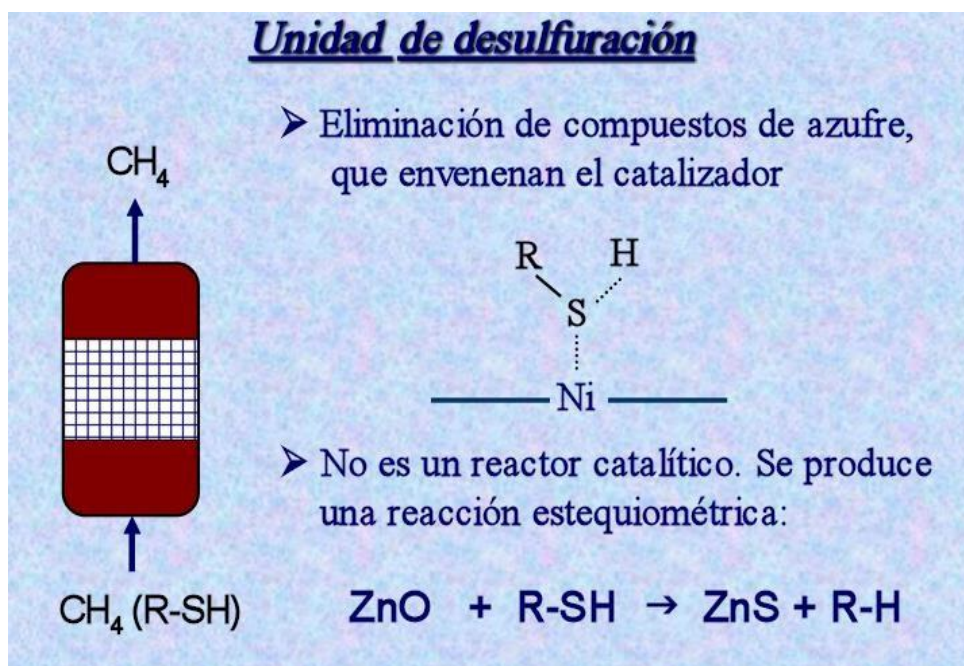 Unidad de desulfuración
➢ Eliminación de compuestos de azufre,
que envenenan el catalizador
CH₄
R H
S
Ni
➢ No es un reactor catalítico. Se produce
una reacción estequiométrica:
CH₄ (R-SH)
ZnO + R-SH → ZnS + R-H